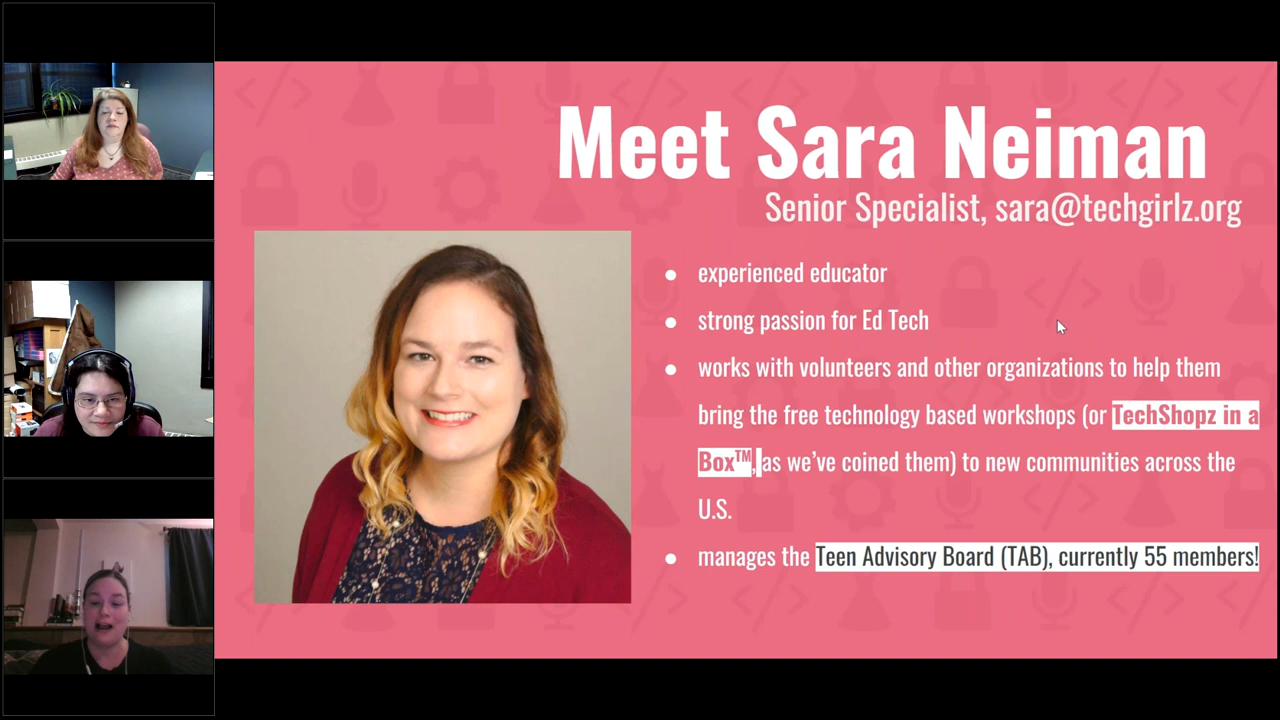 Meet Sara Neiman
Senior Specialist, sara@techgirlz.org
● experienced educator
● strong passion for Ed Tech
● works with volunteers and other organizations to help them
bring the free technology based workshops (or TechShopz in a
Box™, as we’ve coined them) to new communities across the
U.S.
● manages the Teen Advisory Board (TAB), currently 55 members!